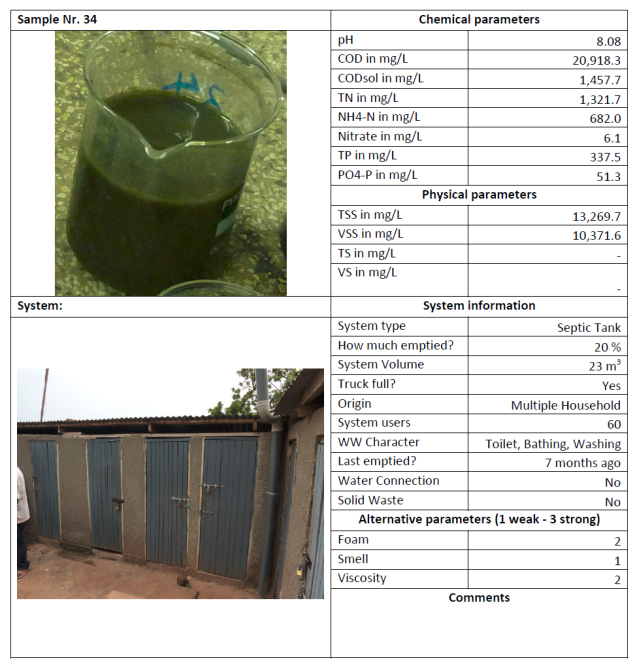 Sample Nr. 34
Chemical parameters
pH 8.08
COD in mg/L 20,918.3
CODsol in mg/L 1,457.7
TN in mg/L 1,321.7
NH4-N in mg/L 682.0
Nitrate in mg/L 6.1
TP in mg/L 337.5
PO4-P in mg/L 51.3
Physical parameters
TSS in mg/L 13,269.7
VSS in mg/L 10,371.6
TS in mg/L -
VS in mg/L -
34
System:
System information
System type Septic Tank
How much emptied? 20 %
System Volume 23 m³
Truck full? Yes
Origin Multiple Household
System users 60
WW Character Toilet, Bathing, Washing
Last emptied? 7 months ago
Water Connection No
Solid Waste No
Alternative parameters (1 weak - 3 strong)
Foam 2
Smell 1
Viscosity 2
Comments